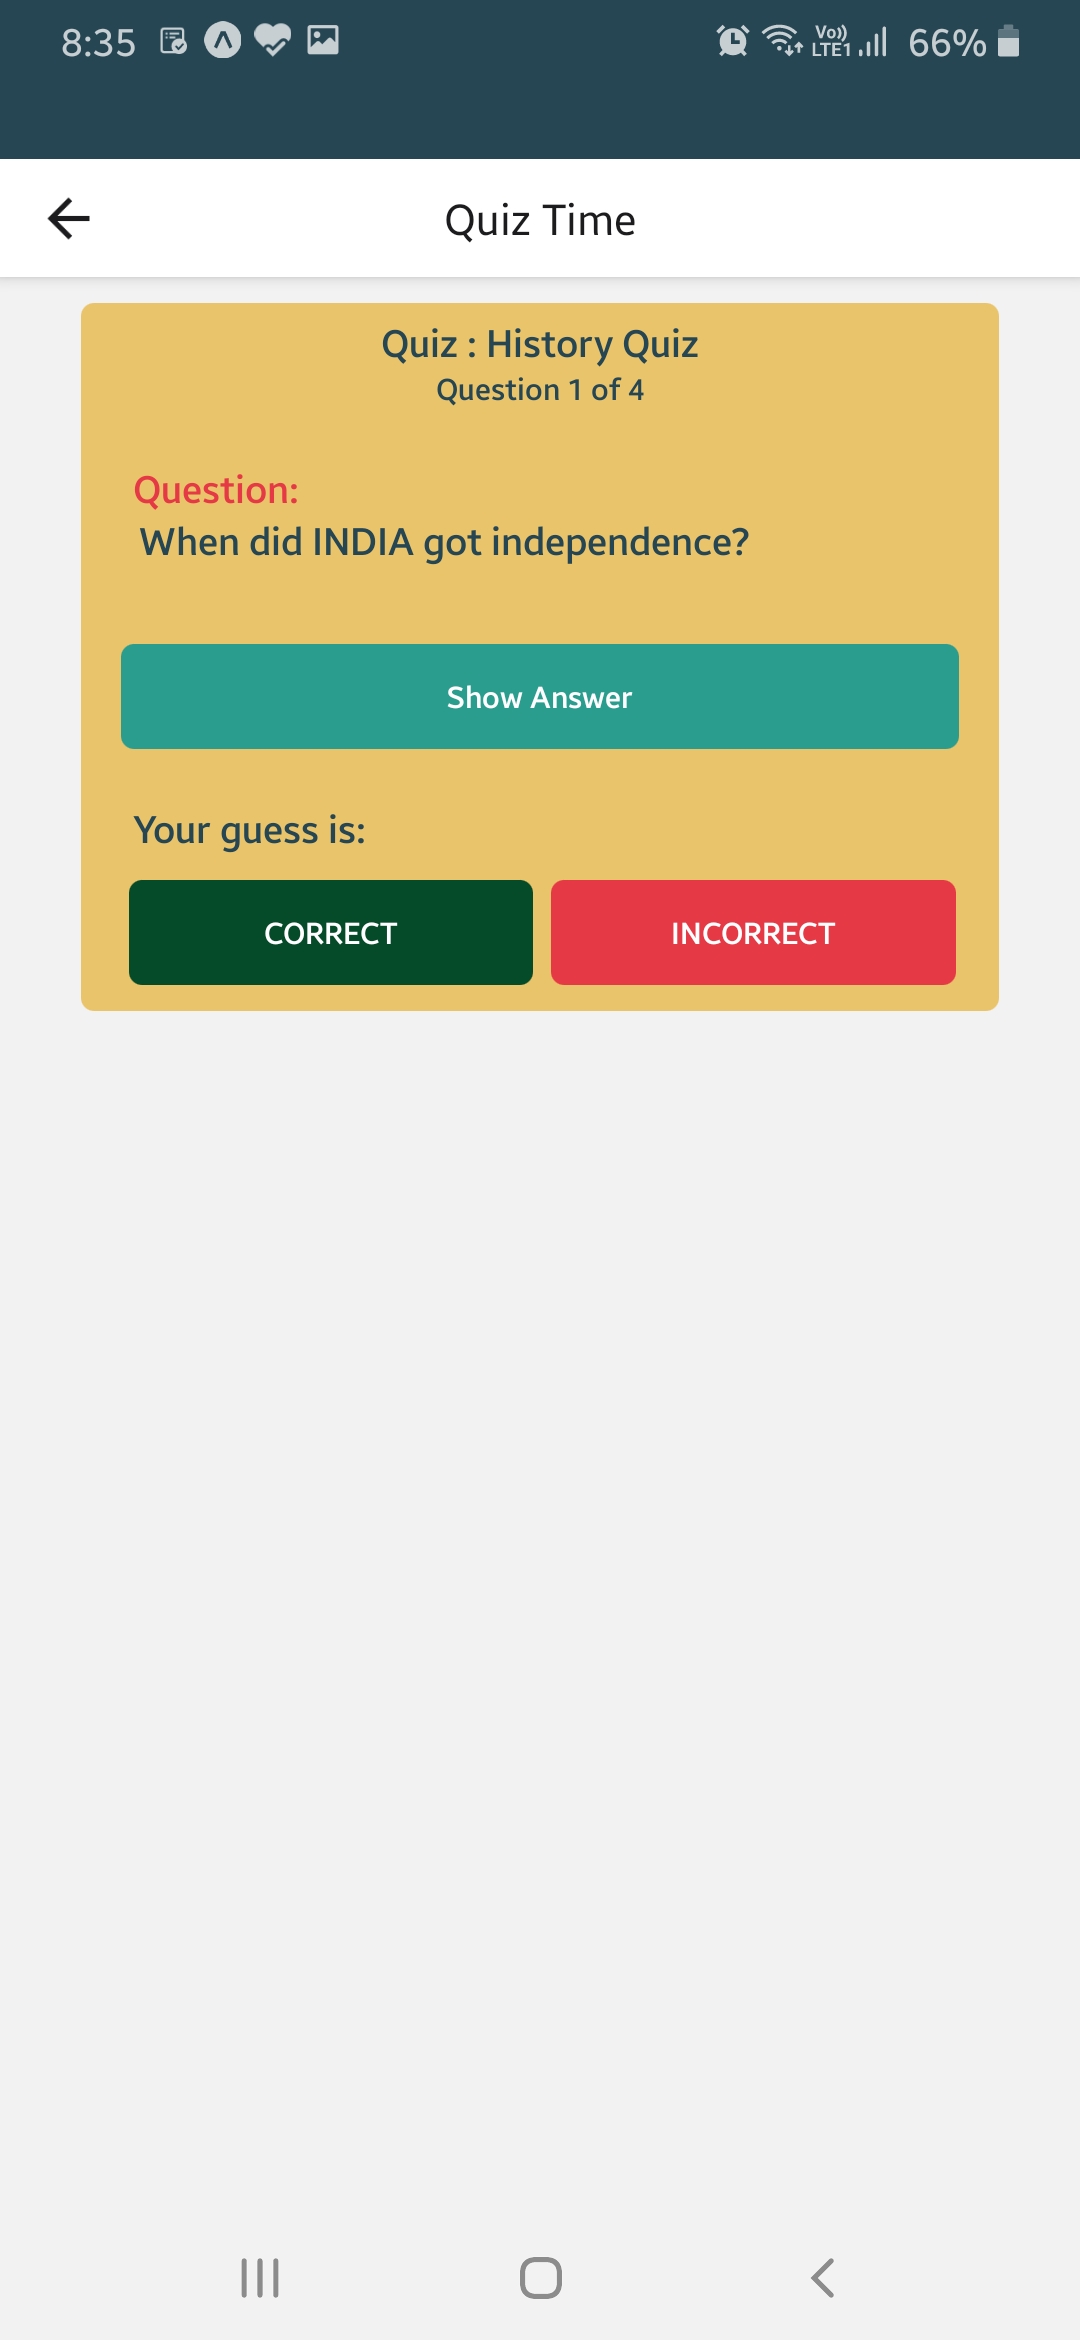 8:35
Vo)) LTE1 66%
Quiz Time
Quiz : History Quiz
Question 1 of 4
Question:
When did INDIA got independence?
Show Answer
Your guess is:
CORRECT INCORRECT